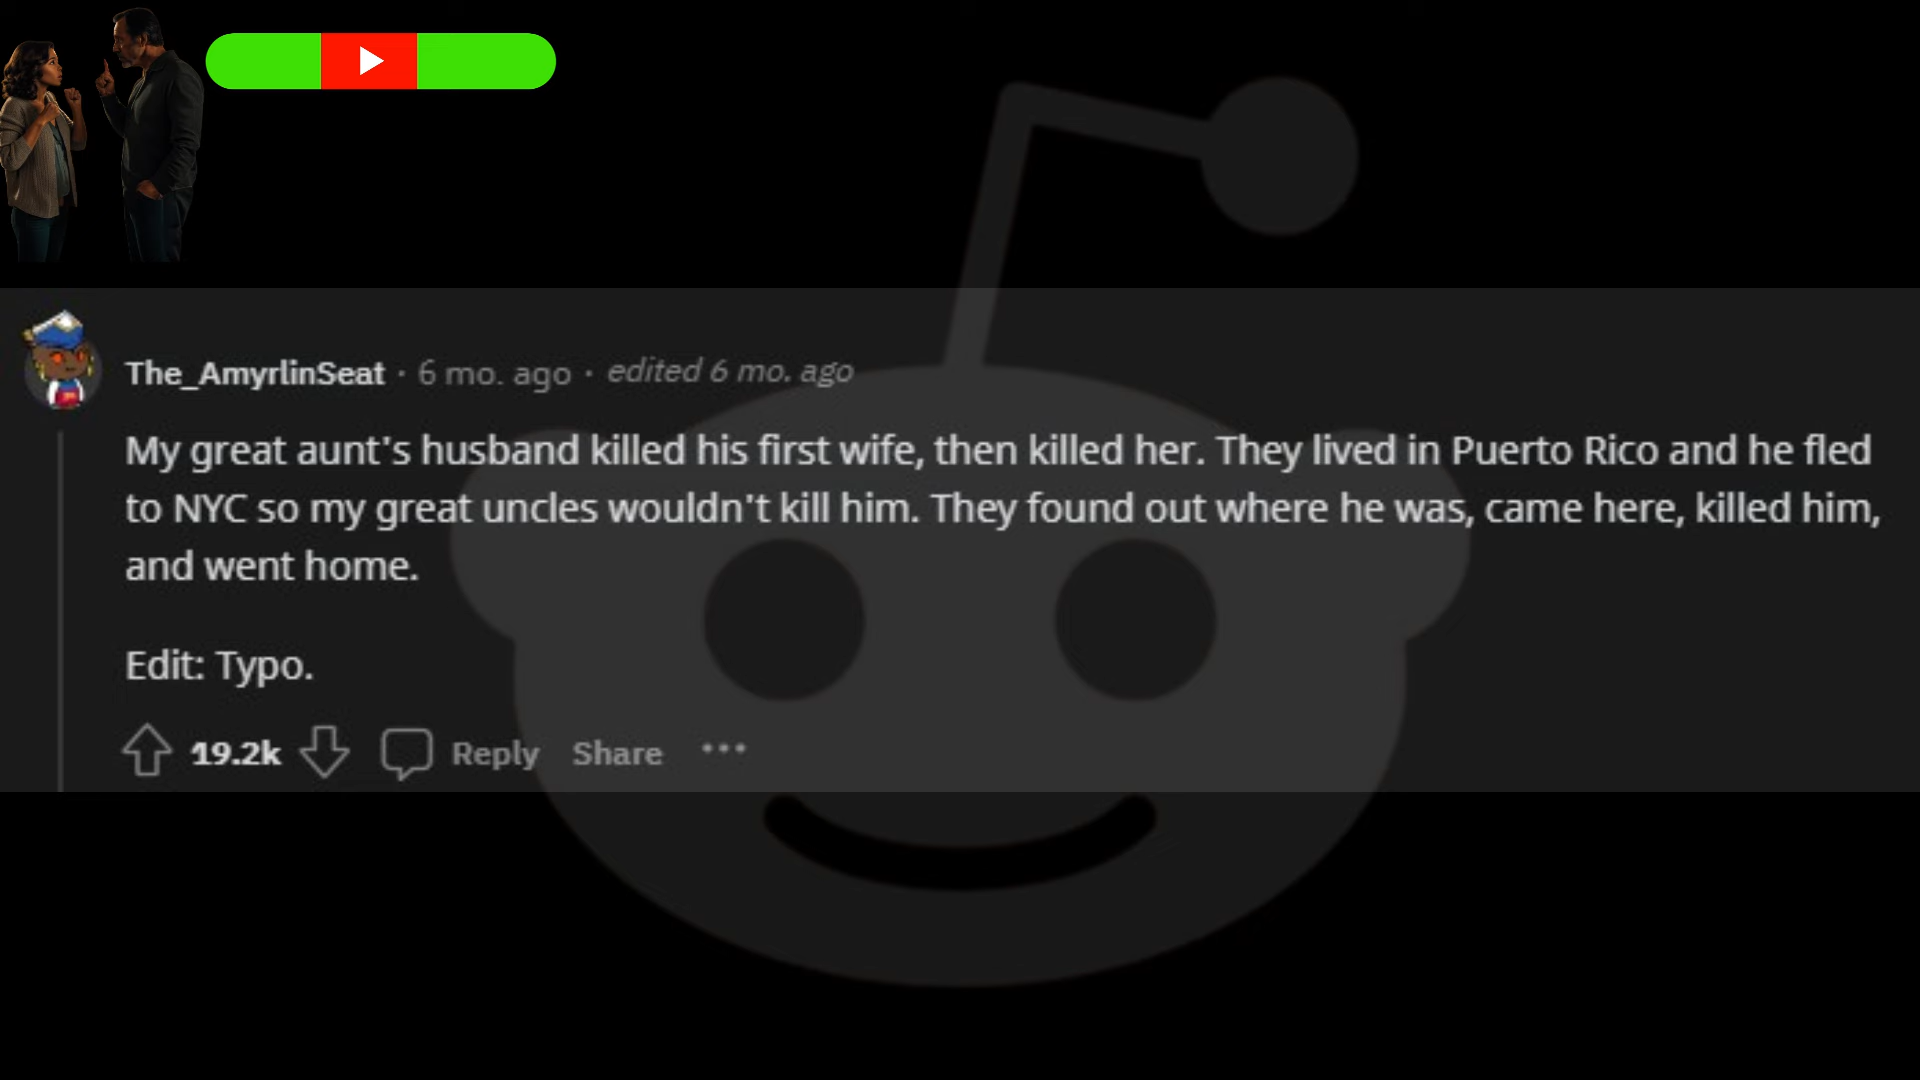 The_AmyrlinSeat · 6 mo. ago · edited 6 mo. ago
My great aunt's husband killed his first wife, then killed her. They lived in Puerto Rico and he fled
to NYC so my great uncles wouldn't kill him. They found out where he was, came here, killed him,
and went home.
Edit: Typo.
19.2k Reply Share ···